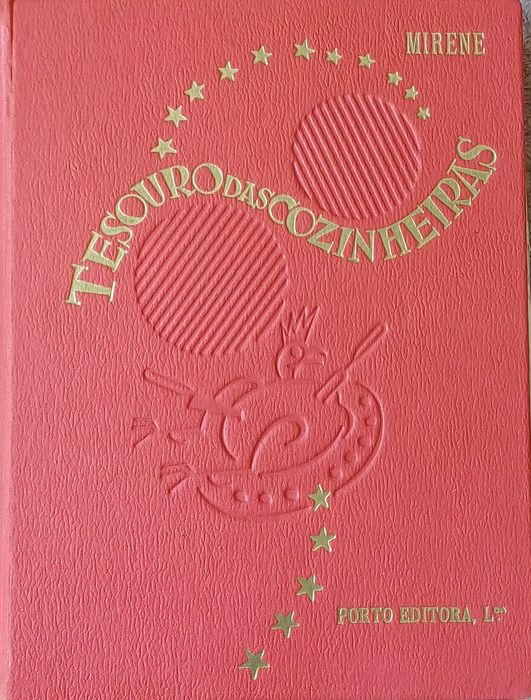 MIRENE
TESOURO DAS COZINHEIRAS
PORTO EDITORA, L.DA